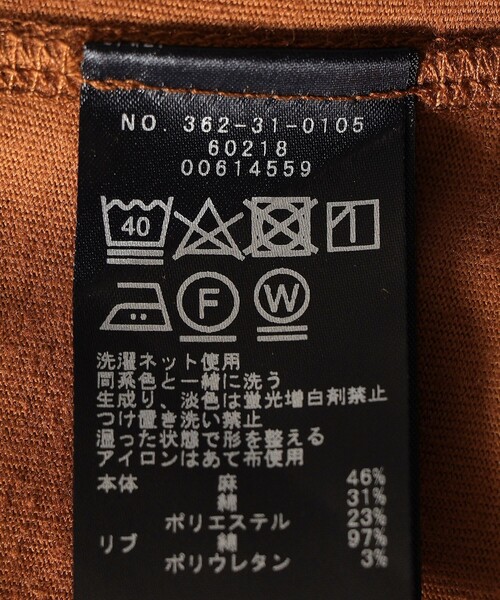 NO. 362-31-0105
60218
00614559
40
F
W
洗濯ネット使用
同系色と一緒に洗う
生成り、淡色は蛍光増白剤禁止
つけ置き洗い禁止
湿った状態で形を整える
アイロンはあて布使用
本体 麻 46%
綿 31%
ポリエステル 23%
リブ 綿 97%
ポリウレタン 3%